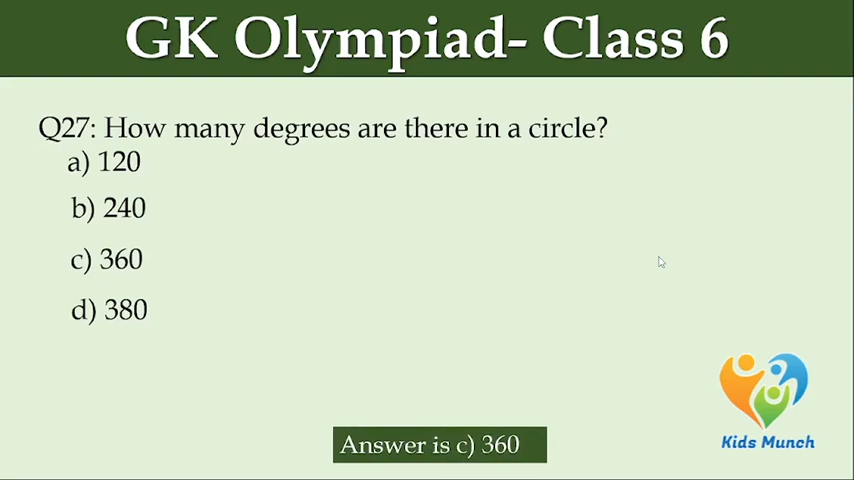 GK Olympiad- Class 6
Q27: How many degrees are there in a circle?
a) 120
b) 240
c) 360
d) 380
Kids Munch
Answer is c) 360